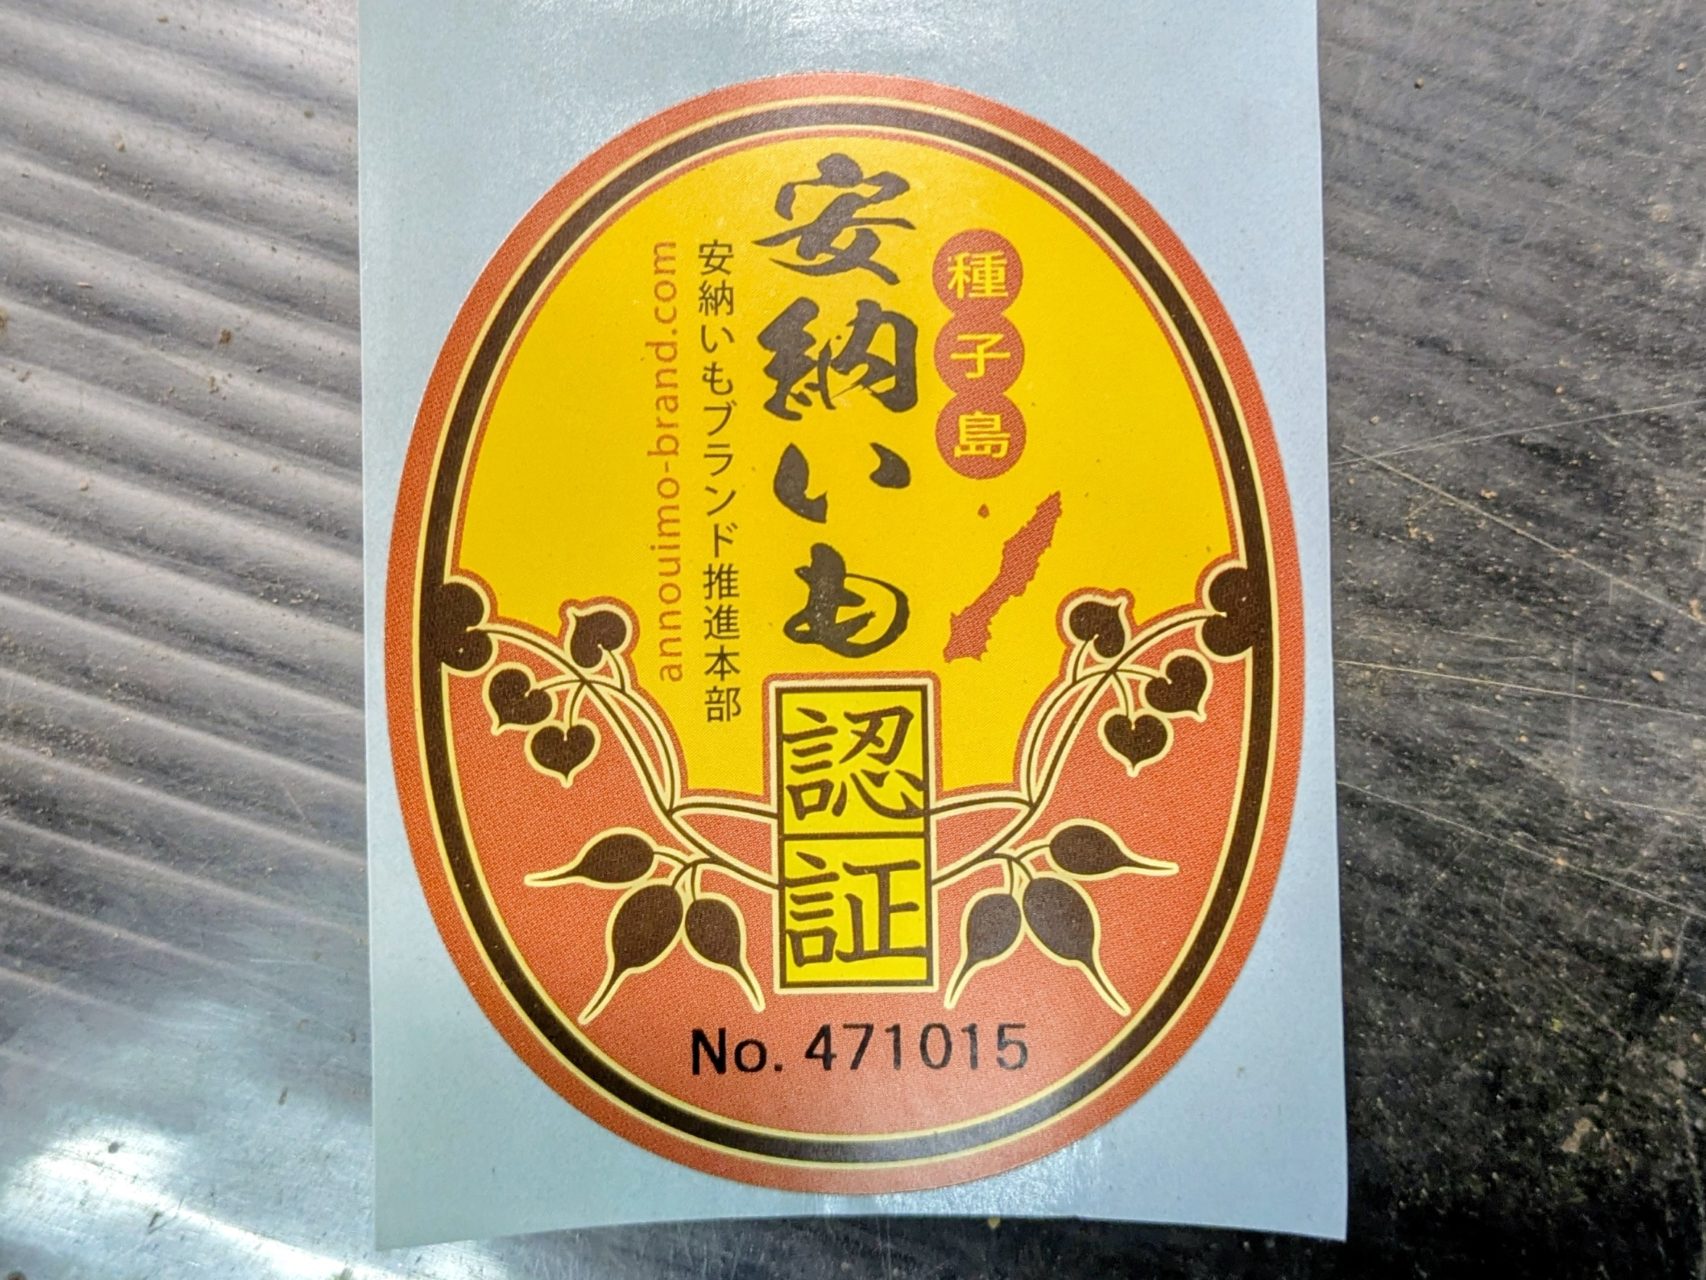 種子島
安納いも
安納いもブランド推進本部
annouimo-brand.com
認証
No. 471015